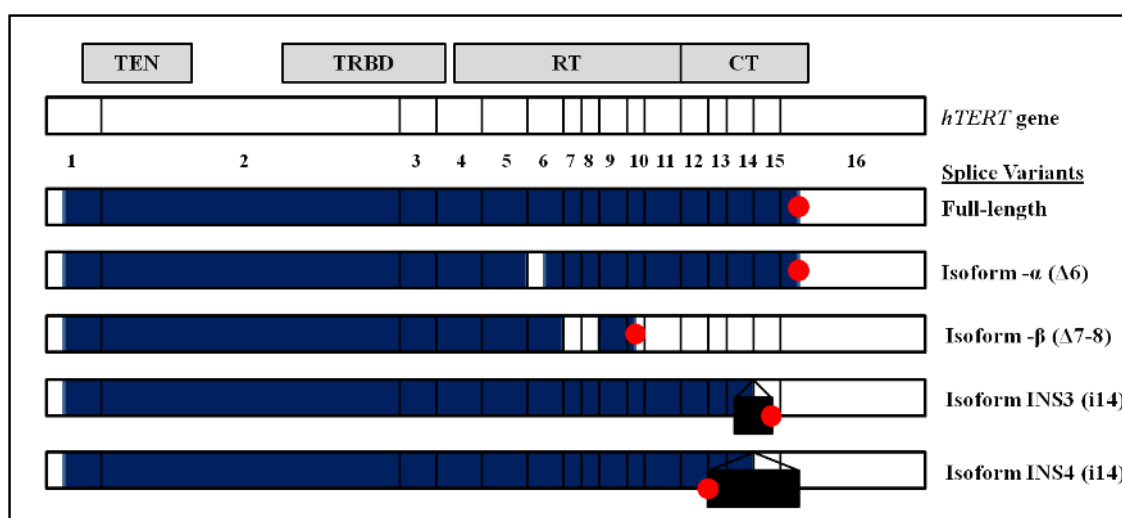 TEN TRBD RT CT
hTERT gene
1 2 3 4 5 6 7 8 9 10 11 12 13 14 15 16
Splice Variants
Full-length
Isoform -α (Δ6)
Isoform -β (Δ7-8)
Isoform INS3 (i14)
Isoform INS4 (i14)